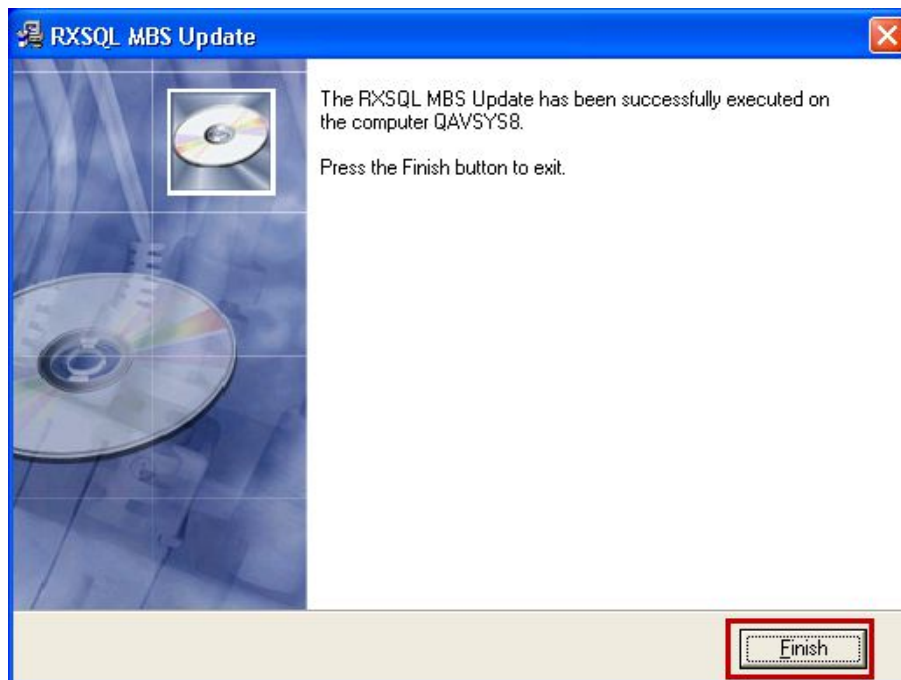 RXSQL MBS Update
The RXSQL MBS Update has been successfully executed on
the computer QAVSYS8.
Press the Finish button to exit.
Finish